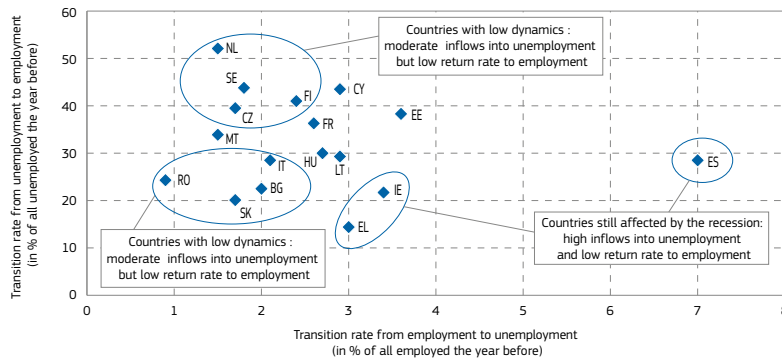 Transition rate from unemployment to employment
(in % of all unemployed the year before)
60
50
40
30
20
10
0
Countries with low dynamics :
moderate inflows into unemployment
but low return rate to employment
NL
SE
CZ
FI
CY
EE
FR
MT
HU
LT
IT
RO
BG
SK
IE
EL
ES
Countries with low dynamics :
moderate inflows into unemployment
but low return rate to employment
Countries still affected by the recession:
high inflows into unemployment
and low return rate to employment
0 1 2 3 4 5 6 7 8
Transition rate from employment to unemployment
(in % of all employed the year before)